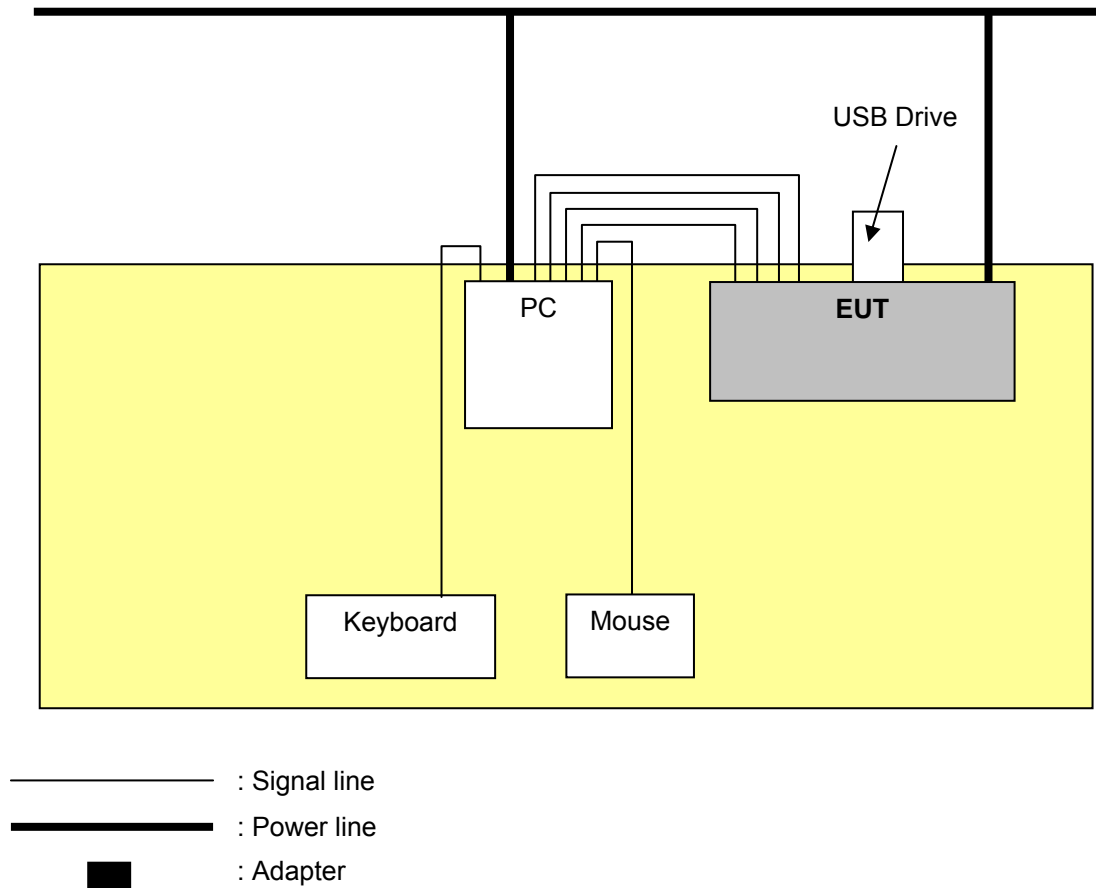 USB Drive
PC
EUT
Keyboard
Mouse
: Signal line
: Power line
: Adapter